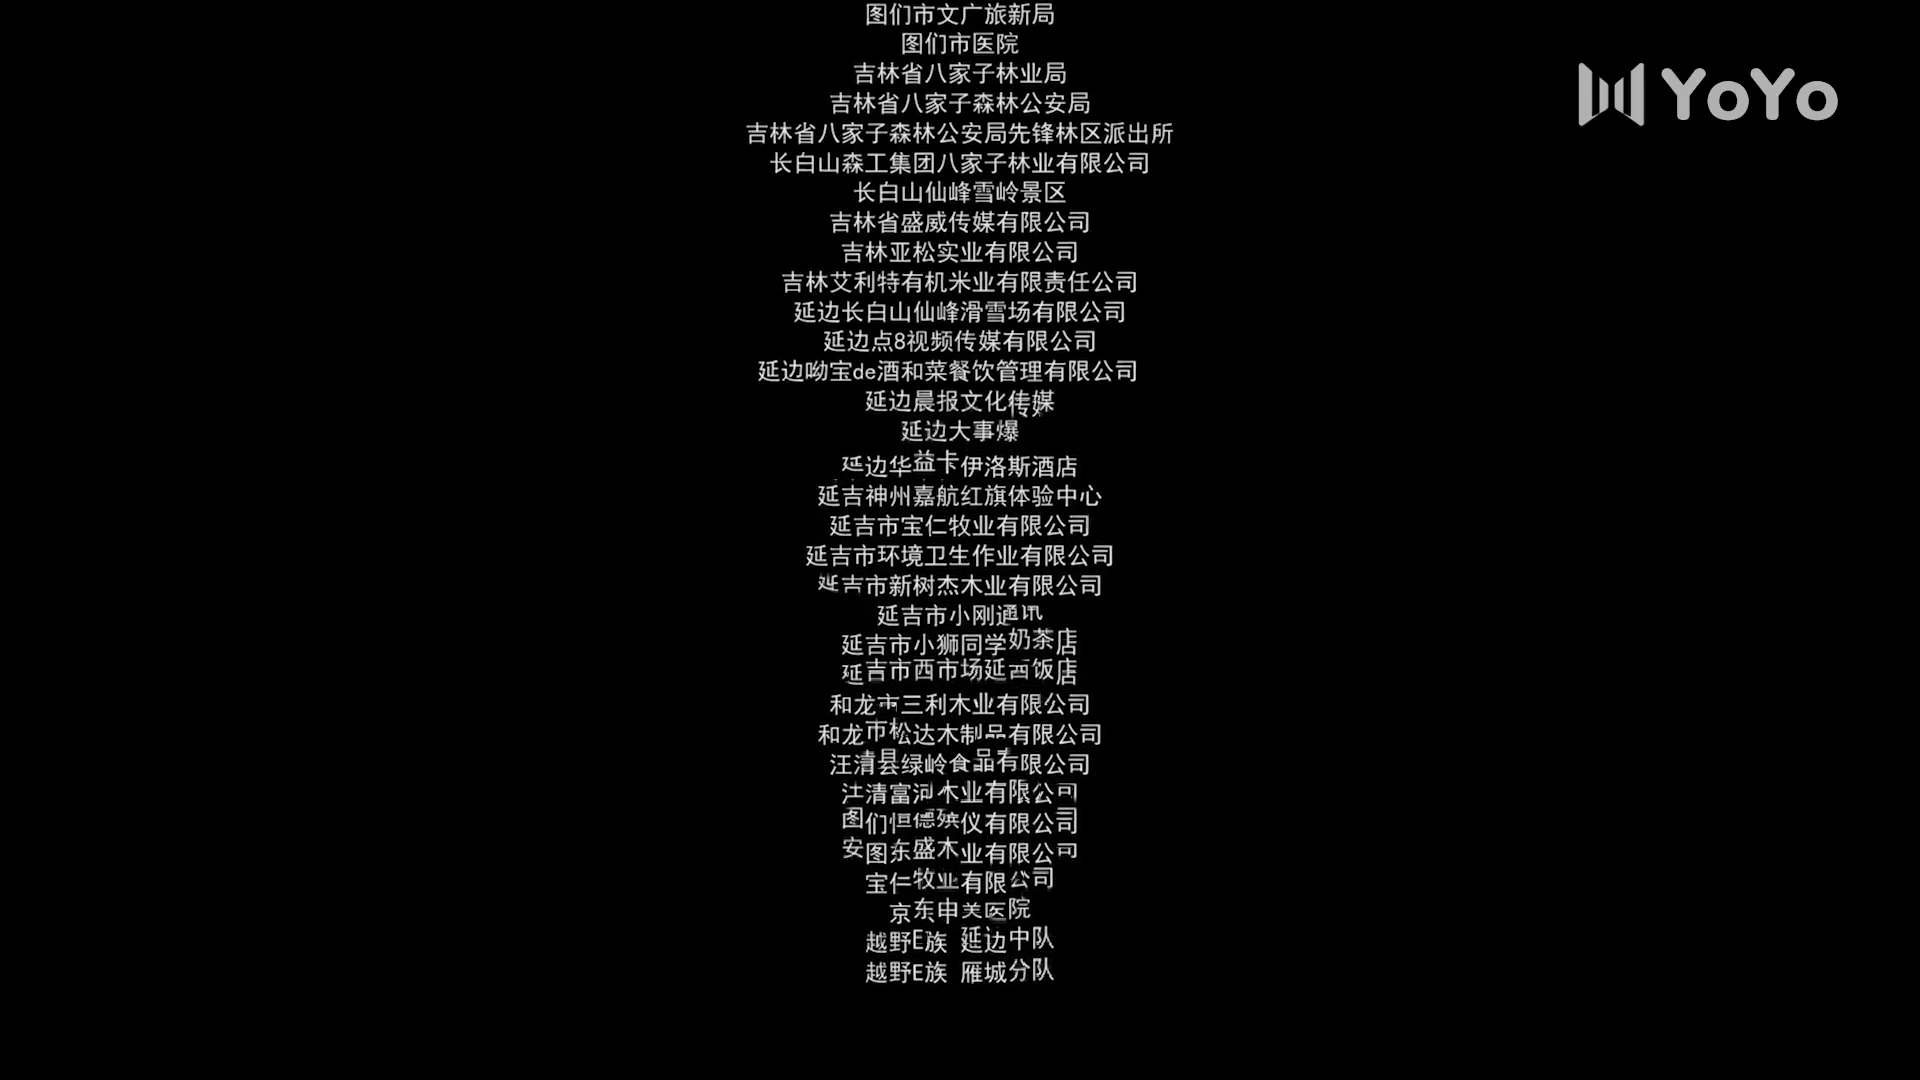 图们市文广旅新局
图们市医院
吉林省八家子林业局
吉林省八家子森林公安局
吉林省八家子森林公安局先锋林区派出所
长白山森工集团八家子林业有限公司
长白山仙峰雪岭景区
吉林省盛威传媒有限公司
吉林亚松实业有限公司
吉林艾利特有机米业有限责任公司
延边长白山仙峰滑雪场有限公司
延边点8视频传媒有限公司
延边呦宝de酒和菜餐饮管理有限公司
延边晨报文化传媒
延边大事爆
延边华益卡伊洛斯酒店
延吉神州嘉航红旗体验中心
延吉市宝仁牧业有限公司
延吉市环境卫生作业有限公司
延吉市新树杰木业有限公司
延吉市小刚通讯
延吉市小狮同学奶茶店
延吉市西市场延西饭店
和龙市三利木业有限公司
和龙市松达木制品有限公司
汪清县绿岭食品有限公司
汪清富河木业有限公司
图们恒德殡仪有限公司
安图东盛木业有限公司
宝仁牧业有限公司
京东中美医院
越野E族 延边中队
越野E族 雁城分队
YoYo